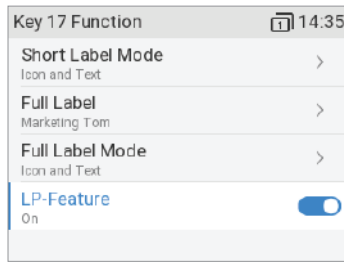 Key 17 Function 1 14:35
Short Label Mode
Icon and Text
Full Label
Marketing Tom
Full Label Mode
Icon and Text
LP-Feature
On